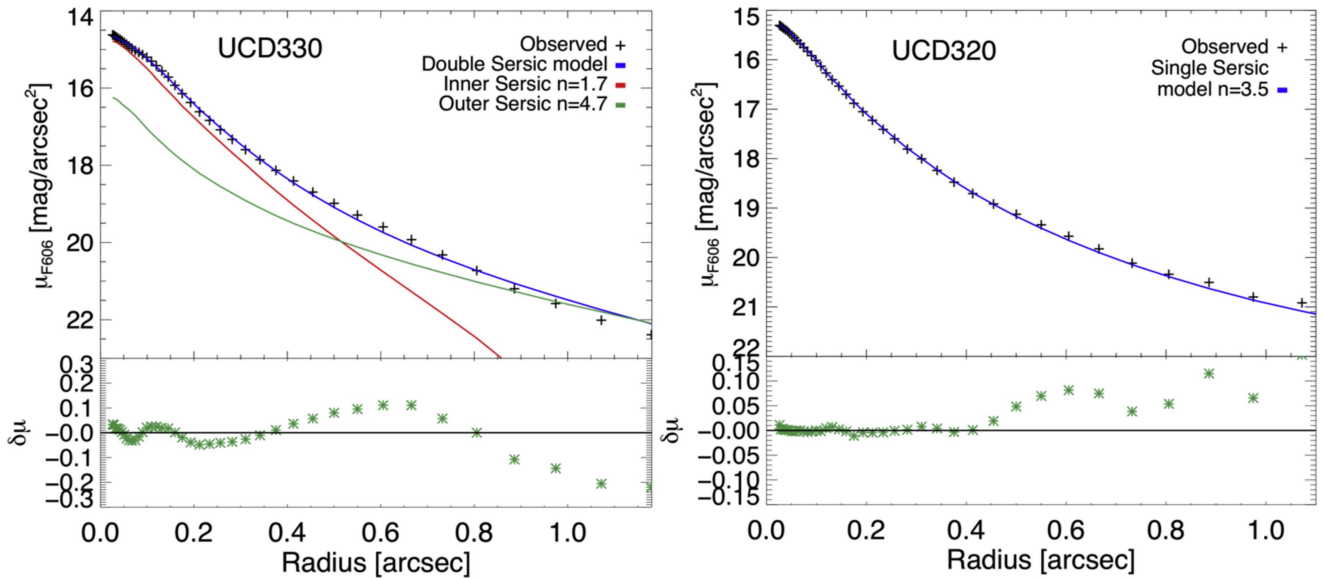 UCD330
Observed +
Double Sersic model
Inner Sersic n=1.7
Outer Sersic n=4.7
μF606 [mag/arcsec²]
14
16
18
20
22
δμ
0.3
0.2
0.1
-0.0
-0.1
-0.2
-0.3
0.0 0.2 0.4 0.6 0.8 1.0
Radius [arcsec]
UCD320
Observed +
Single Sersic
model n=3.5
μF606 [mag/arcsec²]
15
16
17
18
19
20
21
22
δμ
0.15
0.10
0.05
-0.00
-0.05
-0.10
-0.15
0.0 0.2 0.4 0.6 0.8 1.0
Radius [arcsec]